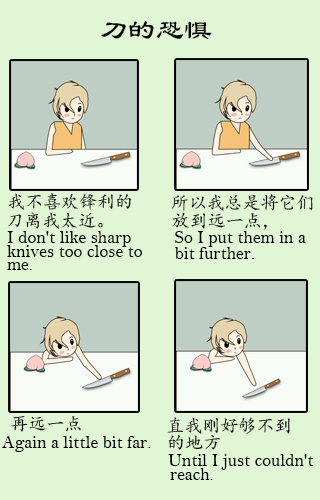 刀的恐惧
我不喜欢锋利的
刀离我太近。
I don't like sharp
knives too close to
me.
所以我总是将它们
放到远一点，
So I put them in a
bit further.
再远一点
Again a little bit far.
直我刚好够不到
的地方
Until I just couldn't
reach.